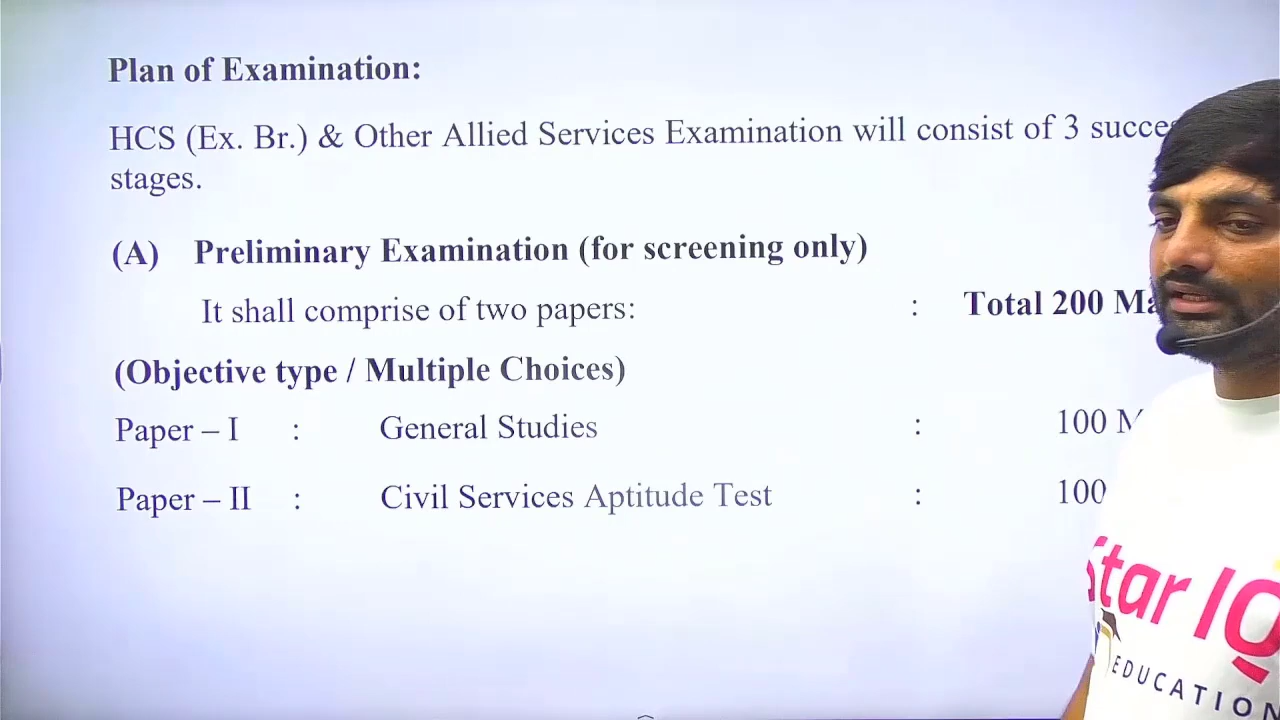 Plan of Examination:
HCS (Ex. Br.) & Other Allied Services Examination will consist of 3
stages.
(A) Preliminary Examination (for screening only)
It shall comprise of two papers: : Total 200
(Objective type / Multiple Choices)
Paper – I : General Studies : 100
Paper – II : Civil Services Aptitude Test : 100
Star IQ
EDUCATION